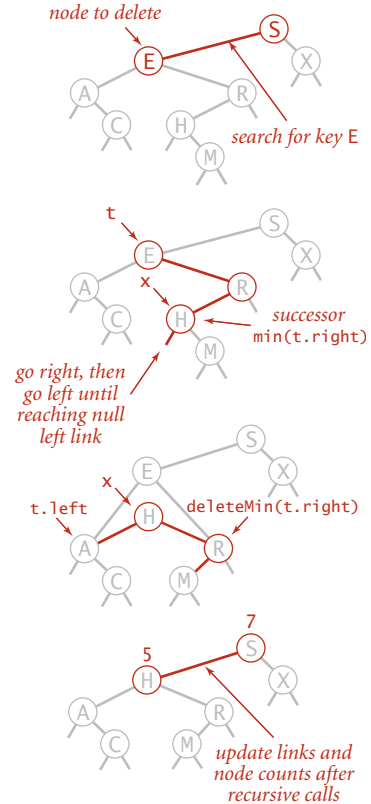 node to delete
S
E
X
A
R
C
H
search for key E
M
t
S
E
X
x
A
R
H
successor
min(t.right)
C
M
go right, then
go left until
reaching null
left link
S
E
X
x
t.left
H
deleteMin(t.right)
A
R
C
M
5
7
H
S
X
A
R
C
M
update links and
node counts after
recursive calls